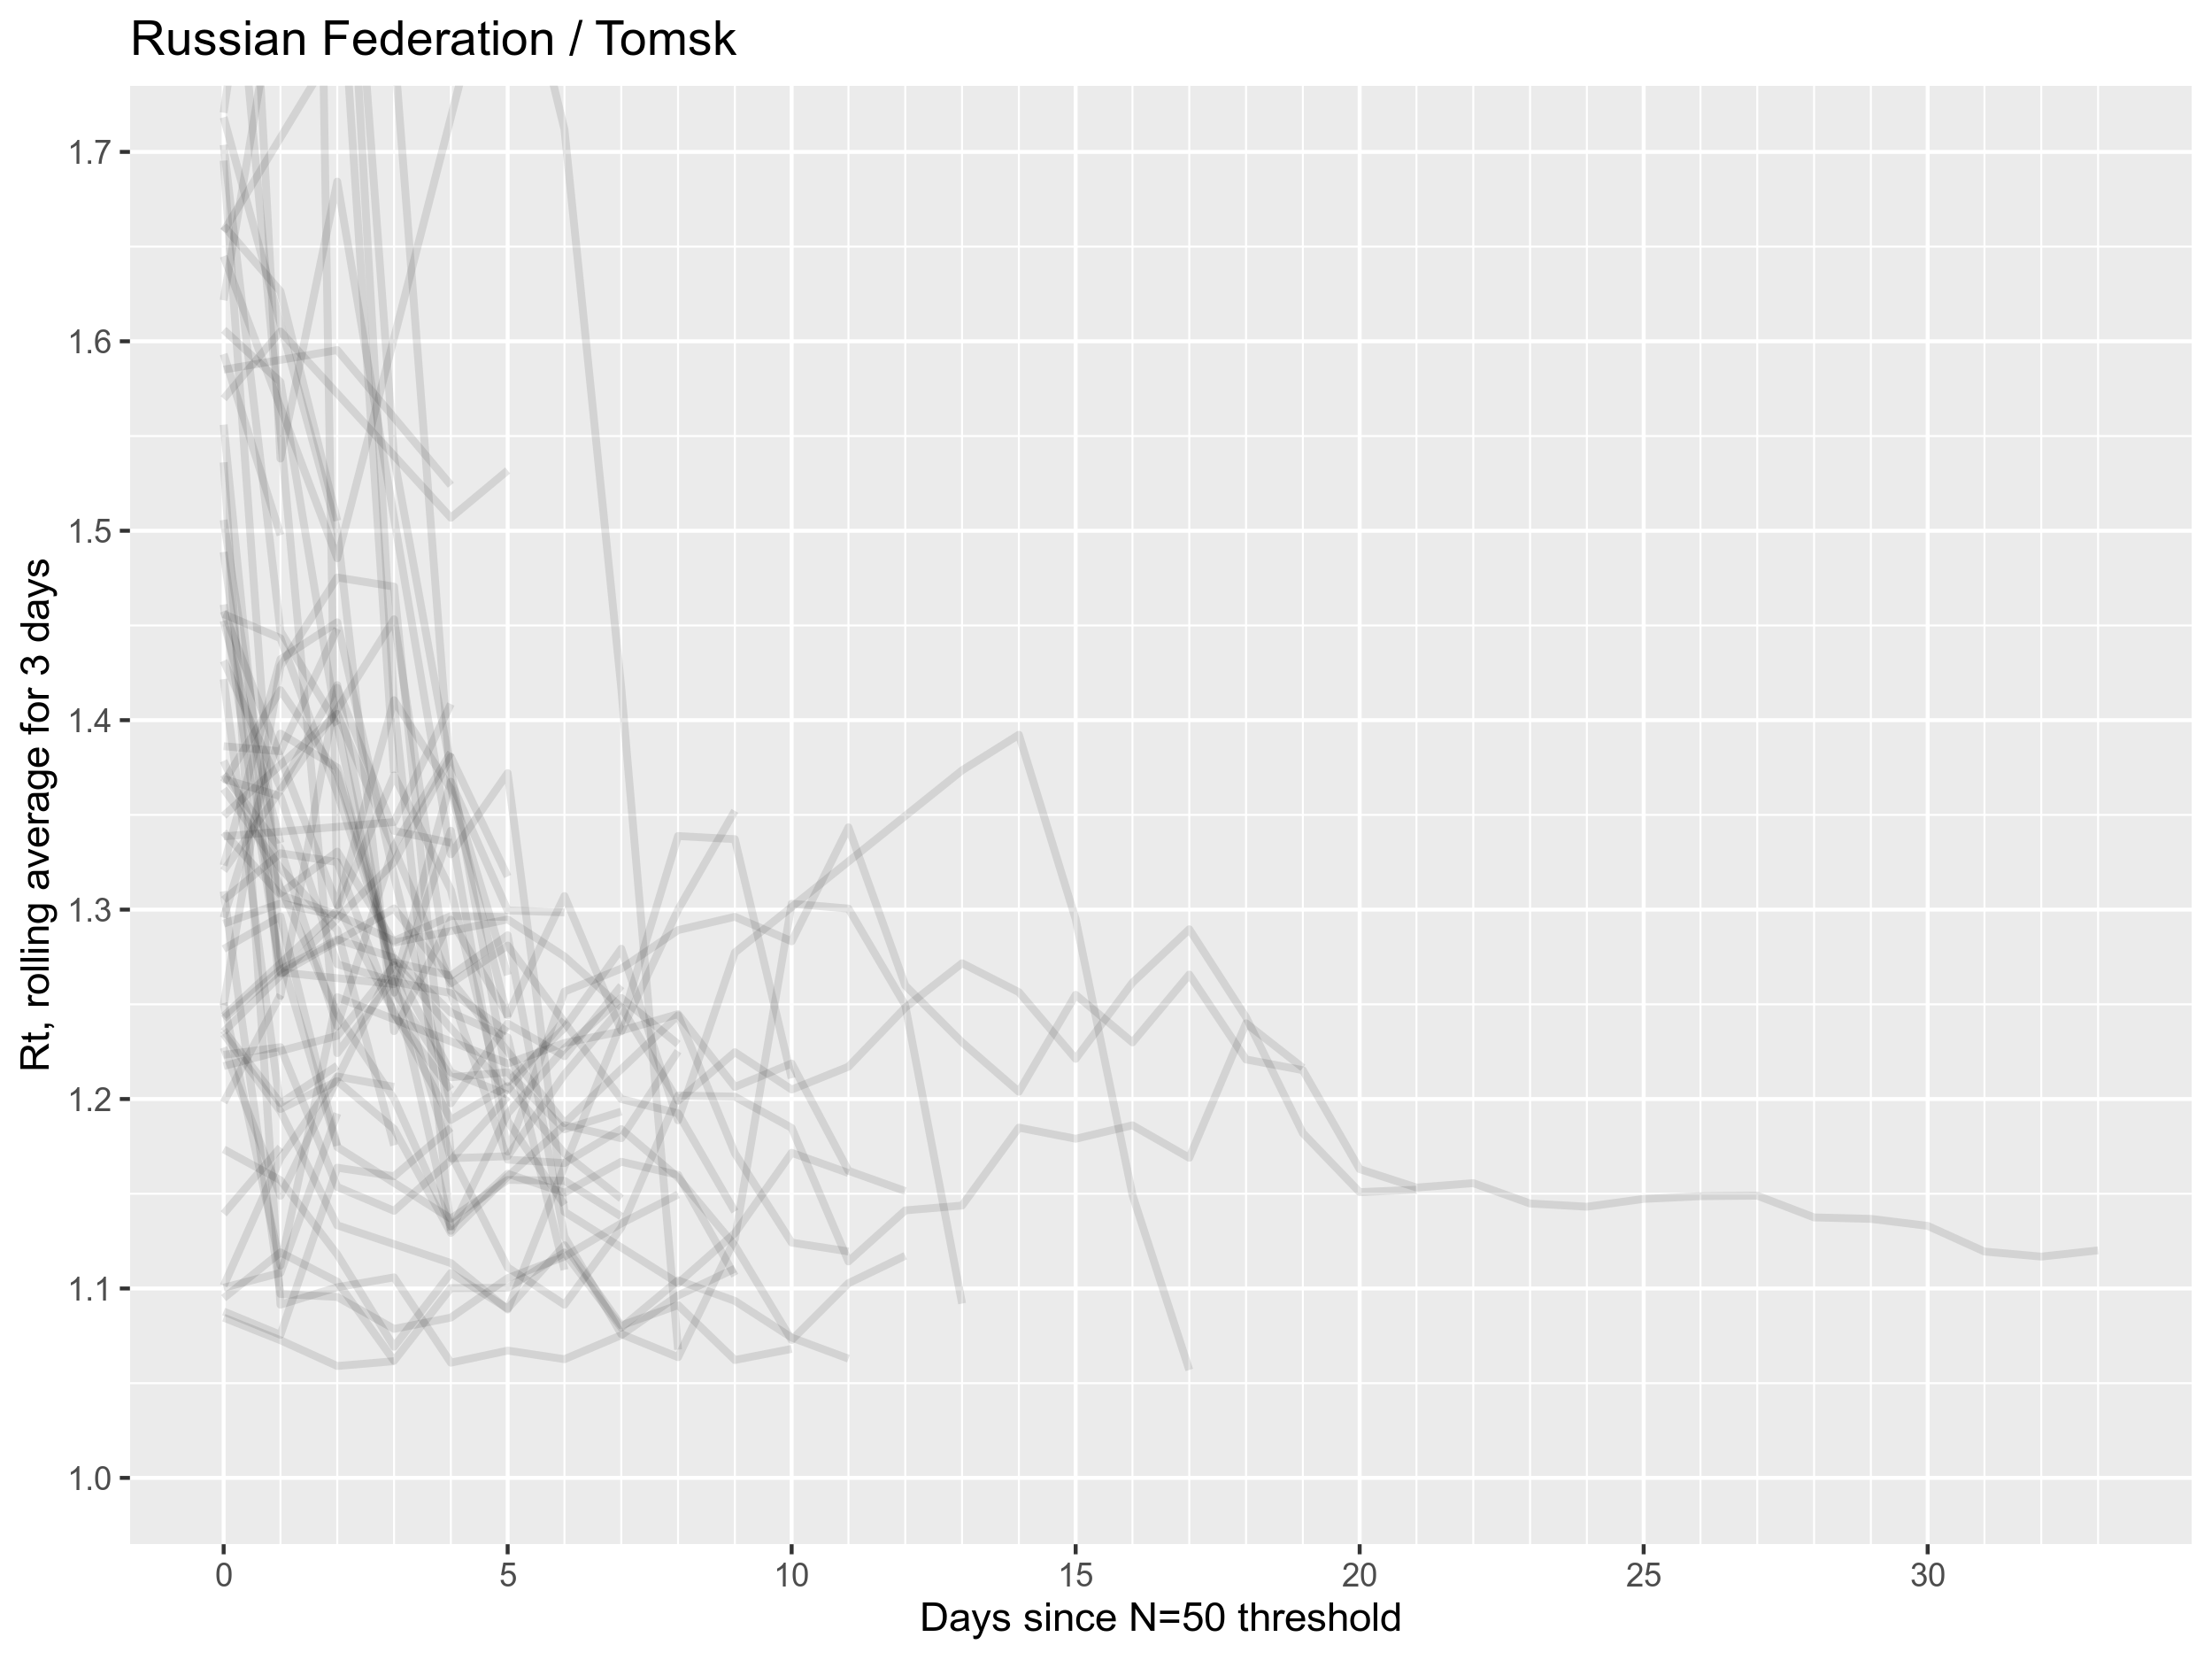 Russian Federation / Tomsk
Rt, rolling average for 3 days
1.7
1.6
1.5
1.4
1.3
1.2
1.1
1.0
0 5 10 15 20 25 30
Days since N=50 threshold